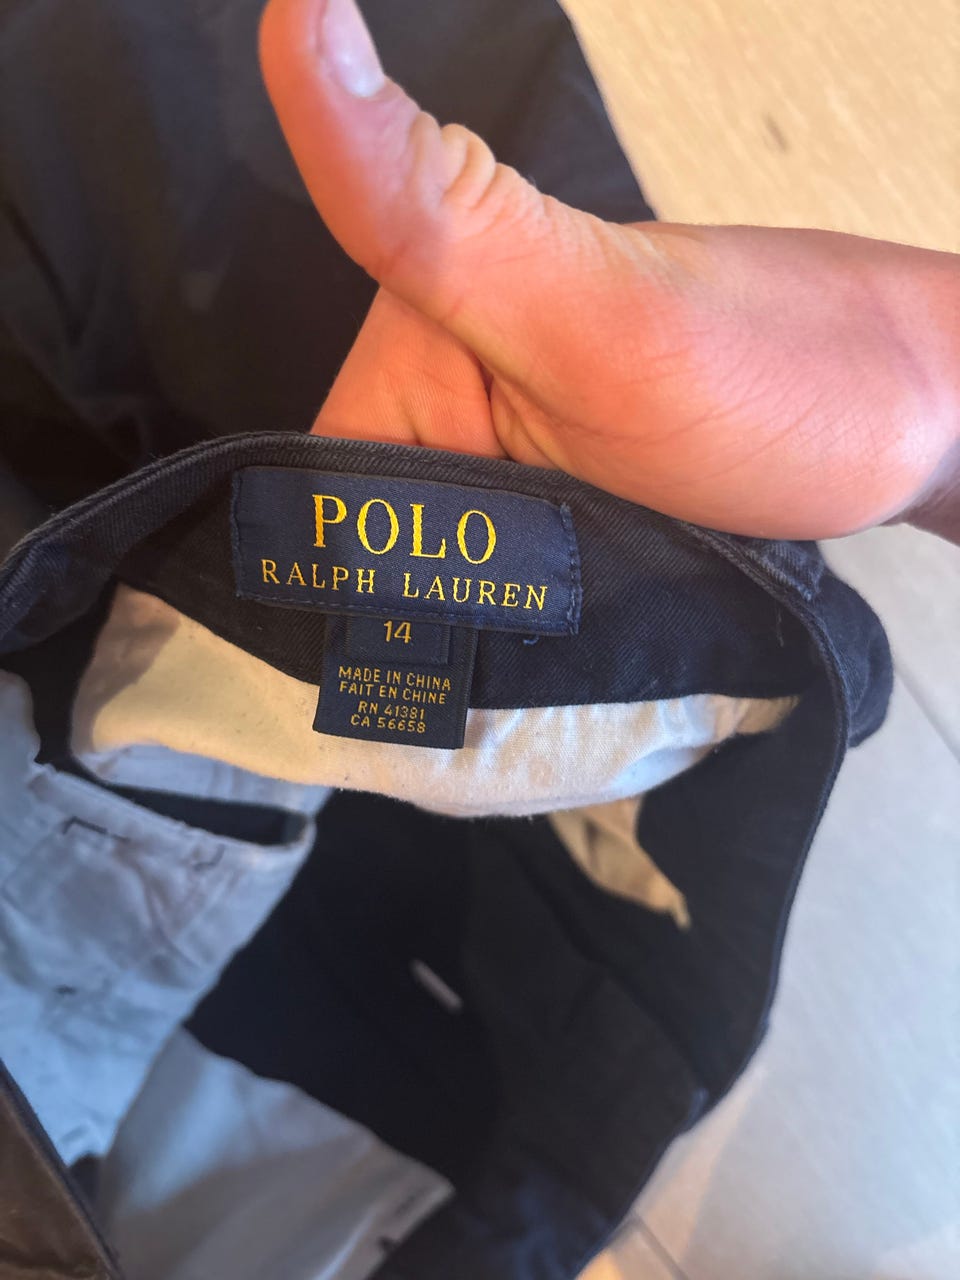 POLO
RALPH LAUREN
14
MADE IN CHINA
FAIT EN CHINE
RN 41381
CA 56658